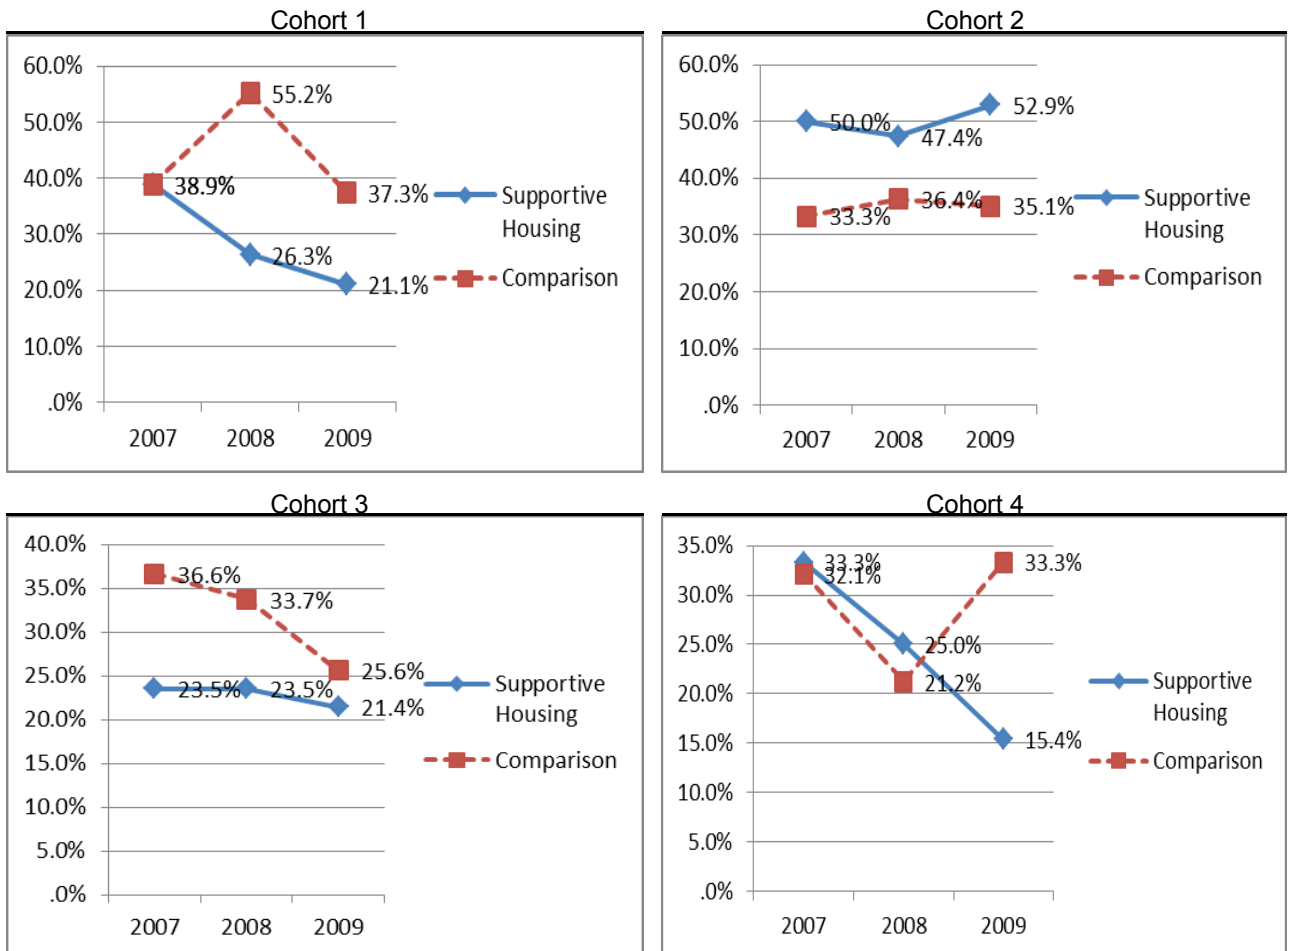 Cohort 1
60.0%
50.0%
40.0%
30.0%
20.0%
10.0%
.0%
55.2%
38.9%
37.3%
26.3%
21.1%
2007 2008 2009
Supportive
Housing
Comparison
Cohort 2
60.0%
50.0%
40.0%
30.0%
20.0%
10.0%
.0%
50.0%
47.4%
52.9%
33.3%
36.4%
35.1%
2007 2008 2009
Supportive
Housing
Comparison
Cohort 3
40.0%
35.0%
30.0%
25.0%
20.0%
15.0%
10.0%
5.0%
.0%
36.6%
33.7%
25.6%
23.5%
23.5%
21.4%
2007 2008 2009
Supportive
Housing
Comparison
Cohort 4
35.0%
30.0%
25.0%
20.0%
15.0%
10.0%
5.0%
.0%
33.3%
32.1%
33.3%
25.0%
21.2%
15.4%
2007 2008 2009
Supportive
Housing
Comparison